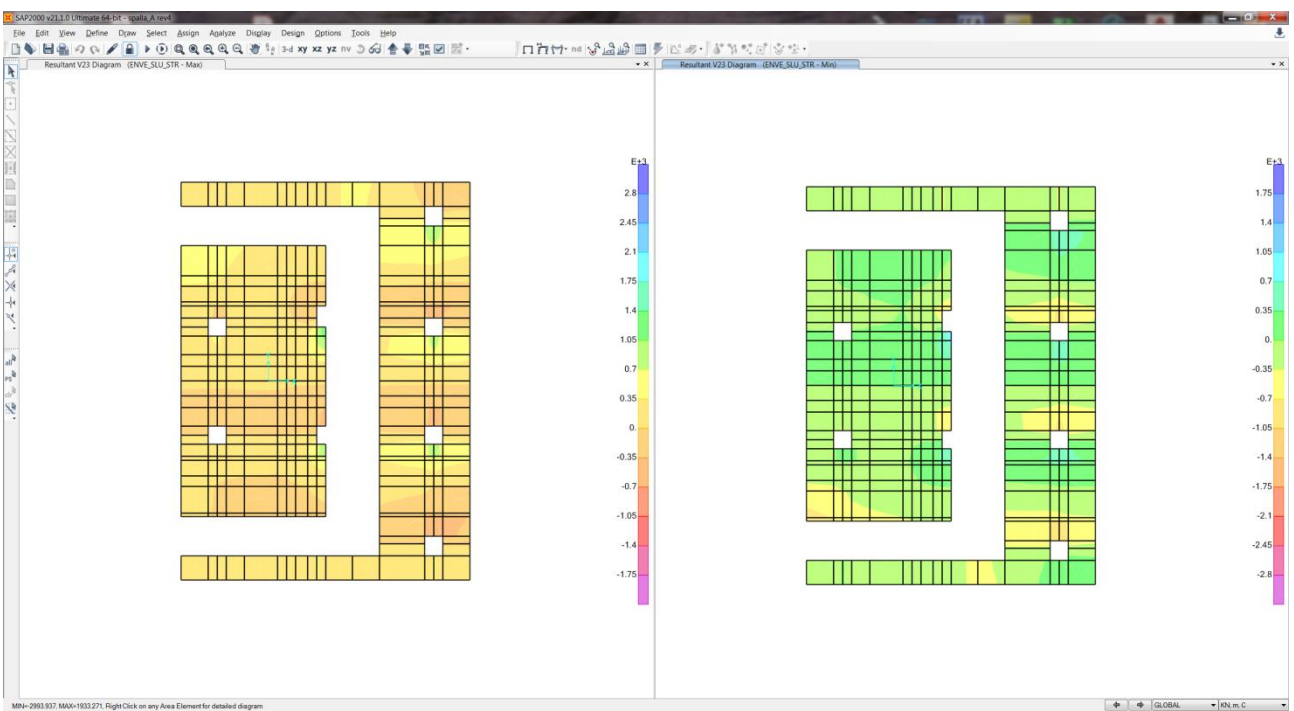 SAP2000 v21.1.0 Ultimate 64-bit - spalla_A rev4
File Edit View Define Draw Select Assign Analyze Display Design Options Tools Help
3-d xy xz yz nv
nd
Resultant V23 Diagram (ENVE_SLU_STR - Max)
Resultant V23 Diagram (ENVE_SLU_STR - Min)
all
PS
clr
E+3
2.8
2.45
2.1
1.75
1.4
1.05
0.7
0.35
0.
-0.35
-0.7
-1.05
-1.4
-1.75
E+3
1.75
1.4
1.05
0.7
0.35
0.
-0.35
-0.7
-1.05
-1.4
-1.75
-2.1
-2.45
-2.8
MIN=-2993.937, MAX=1933.271, Right Click on any Area Element for detailed diagram
GLOBAL
KN, m, C